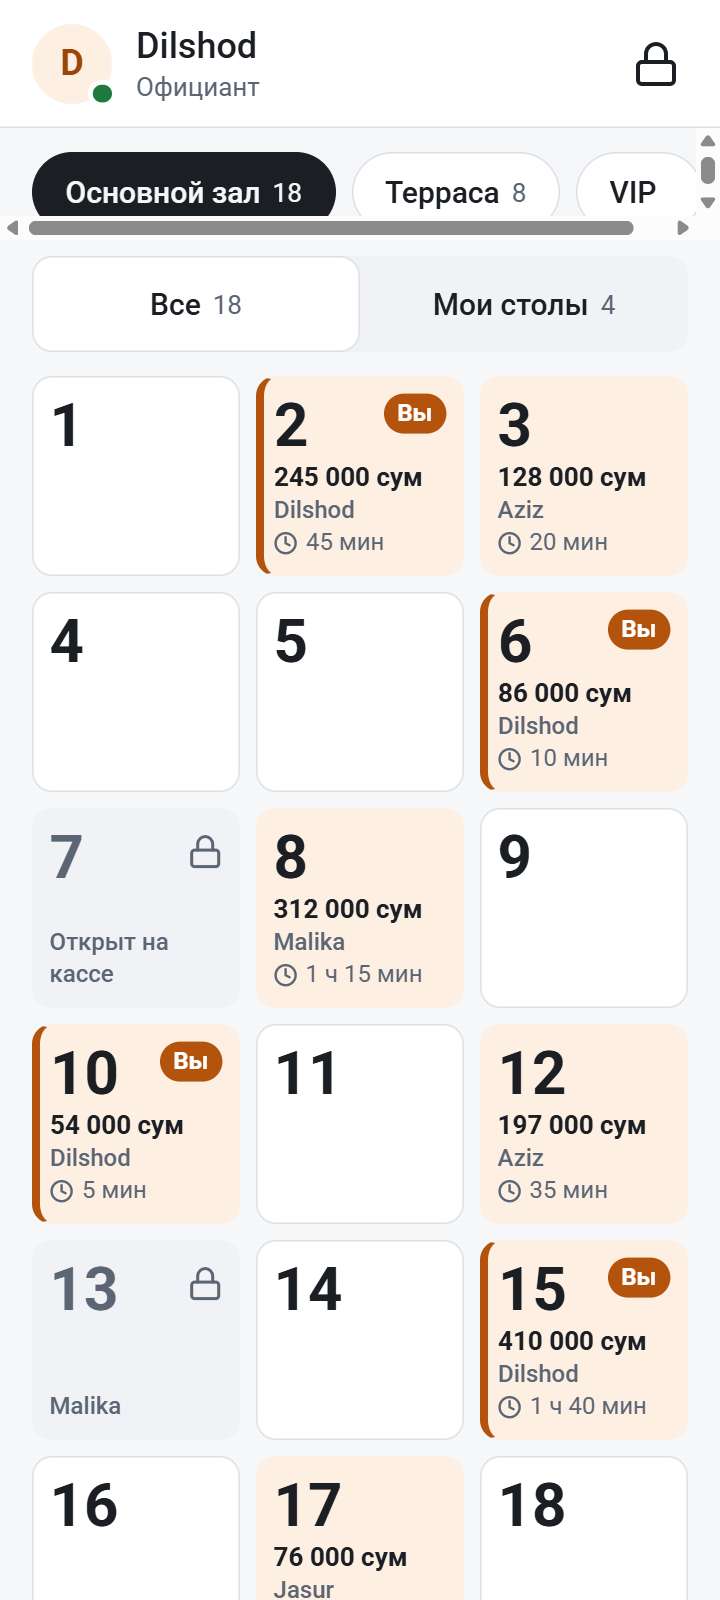 D
Dilshod
Официант
Основной зал 18
Терраса 8
VIP
Все 18
Мои столы 4
1
2 Вы
245 000 сум
Dilshod
45 мин
3
128 000 сум
Aziz
20 мин
4
5
6 Вы
86 000 сум
Dilshod
10 мин
7
Открыт на
кассе
8
312 000 сум
Malika
1 ч 15 мин
9
10 Вы
54 000 сум
Dilshod
5 мин
11
12
197 000 сум
Aziz
35 мин
13
Malika
14
15 Вы
410 000 сум
Dilshod
1 ч 40 мин
16
17
76 000 сум
Jasur
18